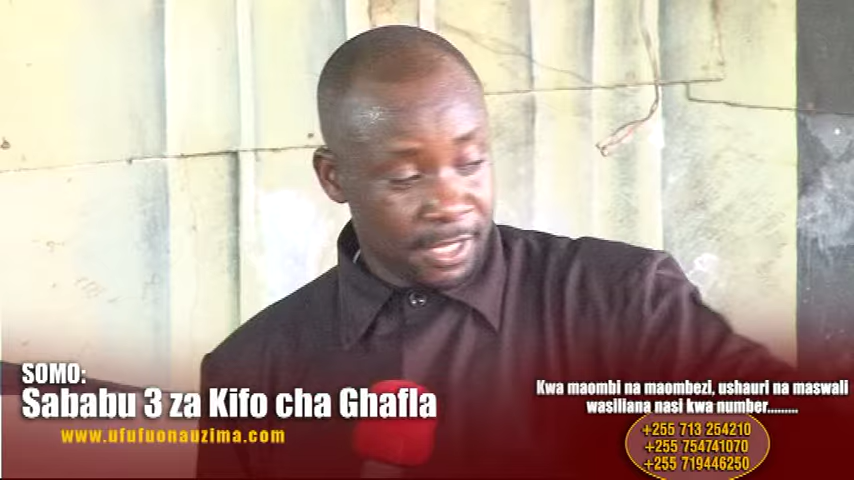 SOMO:
Sababu 3 za Kifo cha Ghafla
www.ufufuonauzima.com
Kwa maombi na maombezi, ushauri na maswali
wasiliana nasi kwa number.........
+255 713 254210
+255 754741070
+255 719446250